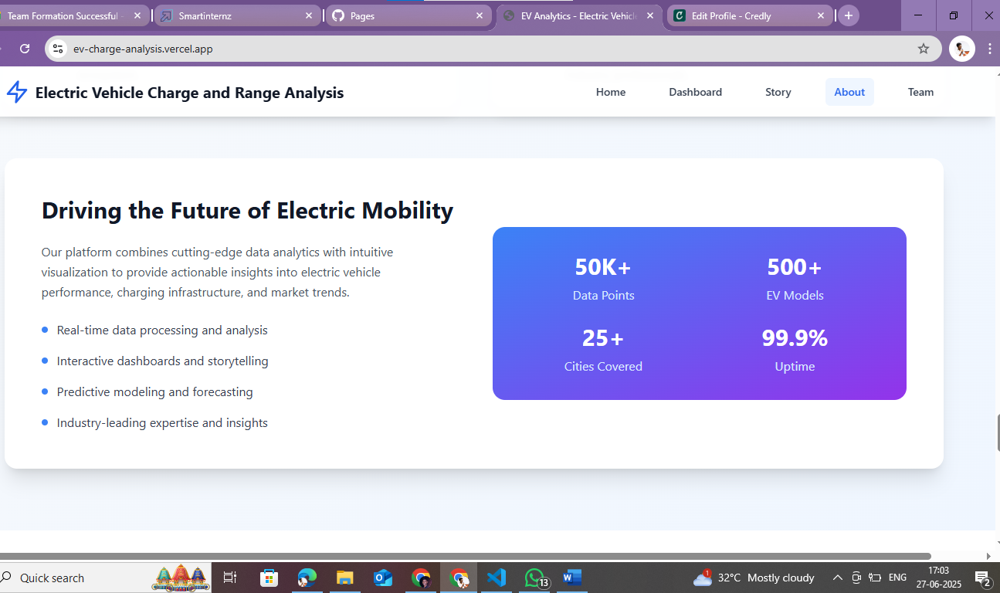 Team Formation Successful -
Smartinternz
Pages
EV Analytics - Electric Vehicl
Edit Profile - Credly
ev-charge-analysis.vercel.app
Electric Vehicle Charge and Range Analysis
Home
Dashboard
Story
About
Team
Driving the Future of Electric Mobility
Our platform combines cutting-edge data analytics with intuitive
visualization to provide actionable insights into electric vehicle
performance, charging infrastructure, and market trends.
Real-time data processing and analysis
Interactive dashboards and storytelling
Predictive modeling and forecasting
Industry-leading expertise and insights
50K+
Data Points
500+
EV Models
25+
Cities Covered
99.9%
Uptime
Quick search
13
1
32°C Mostly cloudy
ENG
17:03
27-06-2025
2